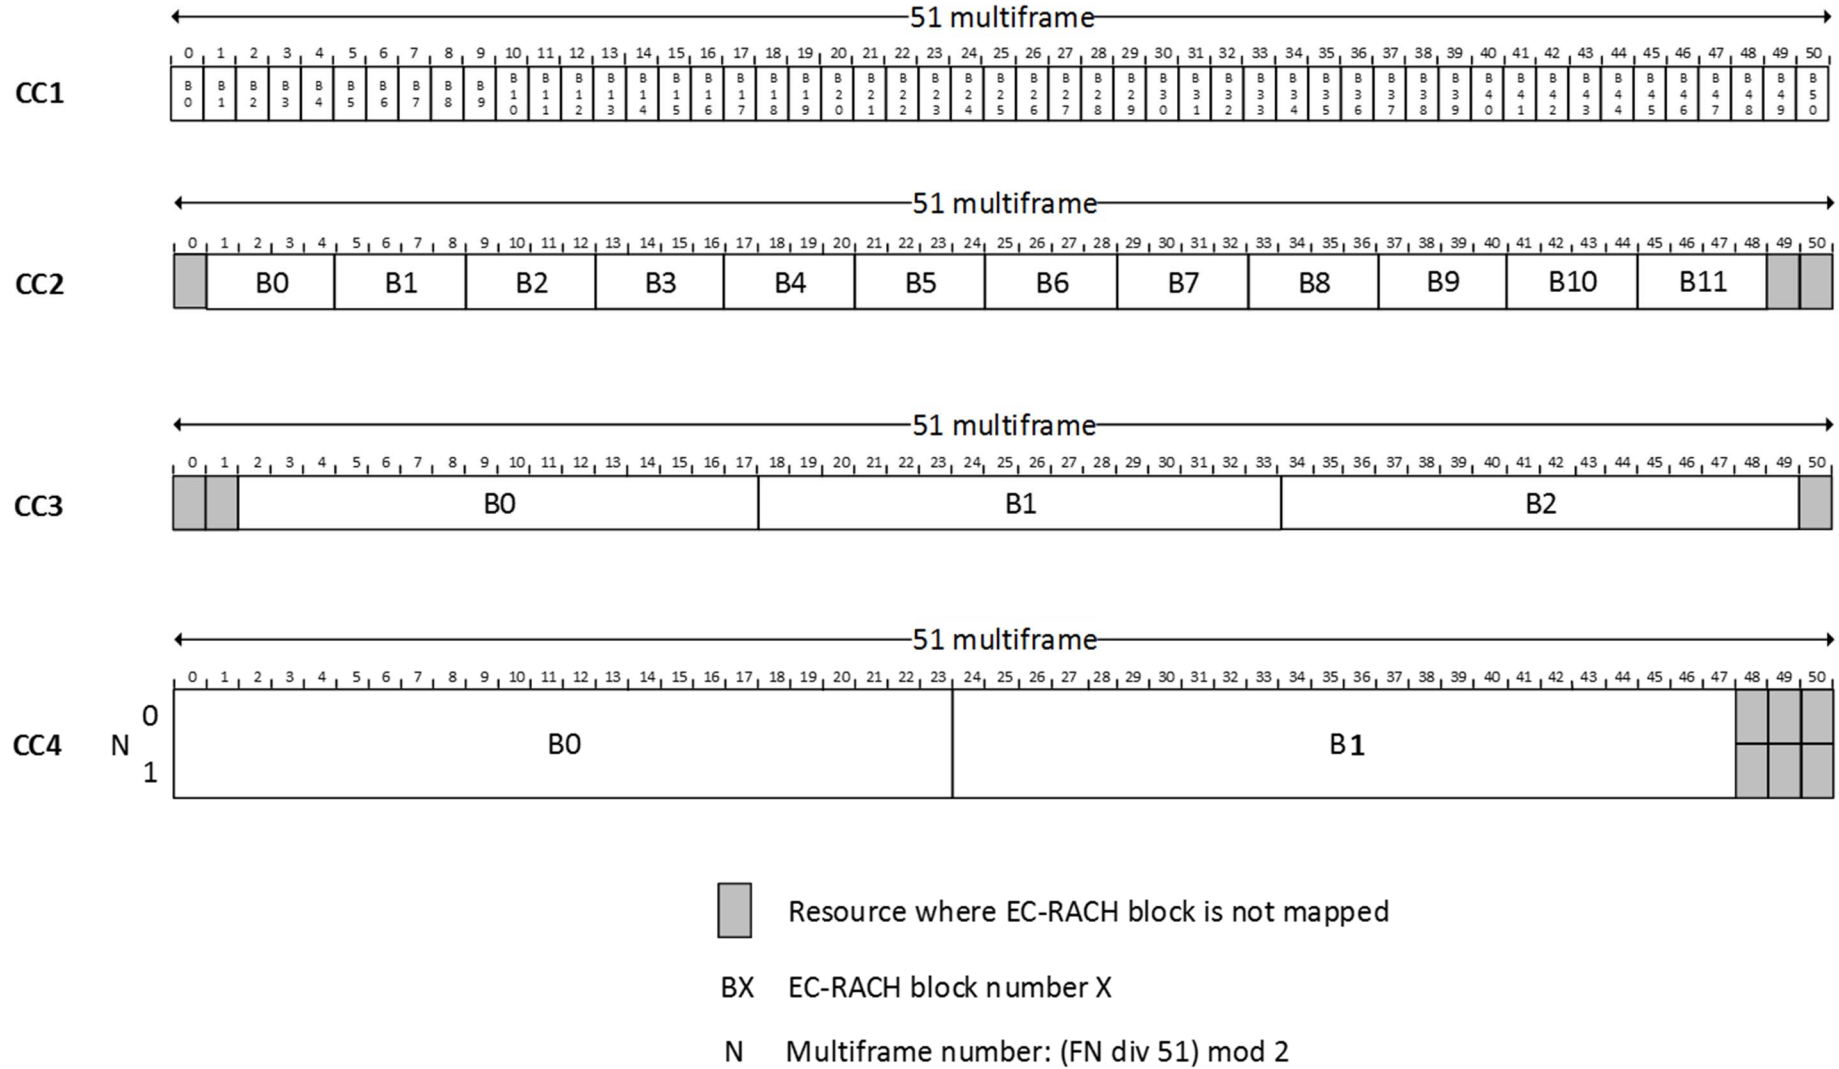 51 multiframe
0 1 2 3 4 5 6 7 8 9 10 11 12 13 14 15 16 17 18 19 20 21 22 23 24 25 26 27 28 29 30 31 32 33 34 35 36 37 38 39 40 41 42 43 44 45 46 47 48 49 50
CC1 B0 B1 B2 B3 B4 B5 B6 B7 B8 B9 B10 B11 B12 B13 B14 B15 B16 B17 B18 B19 B20 B21 B22 B23 B24 B25 B26 B27 B28 B29 B30 B31 B32 B33 B34 B35 B36 B37 B38 B39 B40 B41 B42 B43 B44 B45 B46 B47 B48 B49 B50
51 multiframe
0 1 2 3 4 5 6 7 8 9 10 11 12 13 14 15 16 17 18 19 20 21 22 23 24 25 26 27 28 29 30 31 32 33 34 35 36 37 38 39 40 41 42 43 44 45 46 47 48 49 50
CC2 B0 B1 B2 B3 B4 B5 B6 B7 B8 B9 B10 B11
51 multiframe
0 1 2 3 4 5 6 7 8 9 10 11 12 13 14 15 16 17 18 19 20 21 22 23 24 25 26 27 28 29 30 31 32 33 34 35 36 37 38 39 40 41 42 43 44 45 46 47 48 49 50
CC3 B0 B1 B2
51 multiframe
0 1 2 3 4 5 6 7 8 9 10 11 12 13 14 15 16 17 18 19 20 21 22 23 24 25 26 27 28 29 30 31 32 33 34 35 36 37 38 39 40 41 42 43 44 45 46 47 48 49 50
0
CC4 N B0 B1
1
Resource where EC-RACH block is not mapped
BX EC-RACH block number X
N Multiframe number: (FN div 51) mod 2